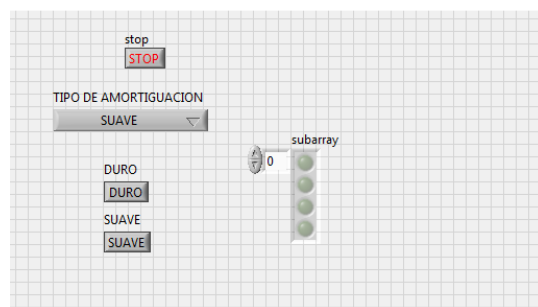 stop
STOP
TIPO DE AMORTIGUACION
SUAVE
subarray
0
DURO
DURO
SUAVE
SUAVE